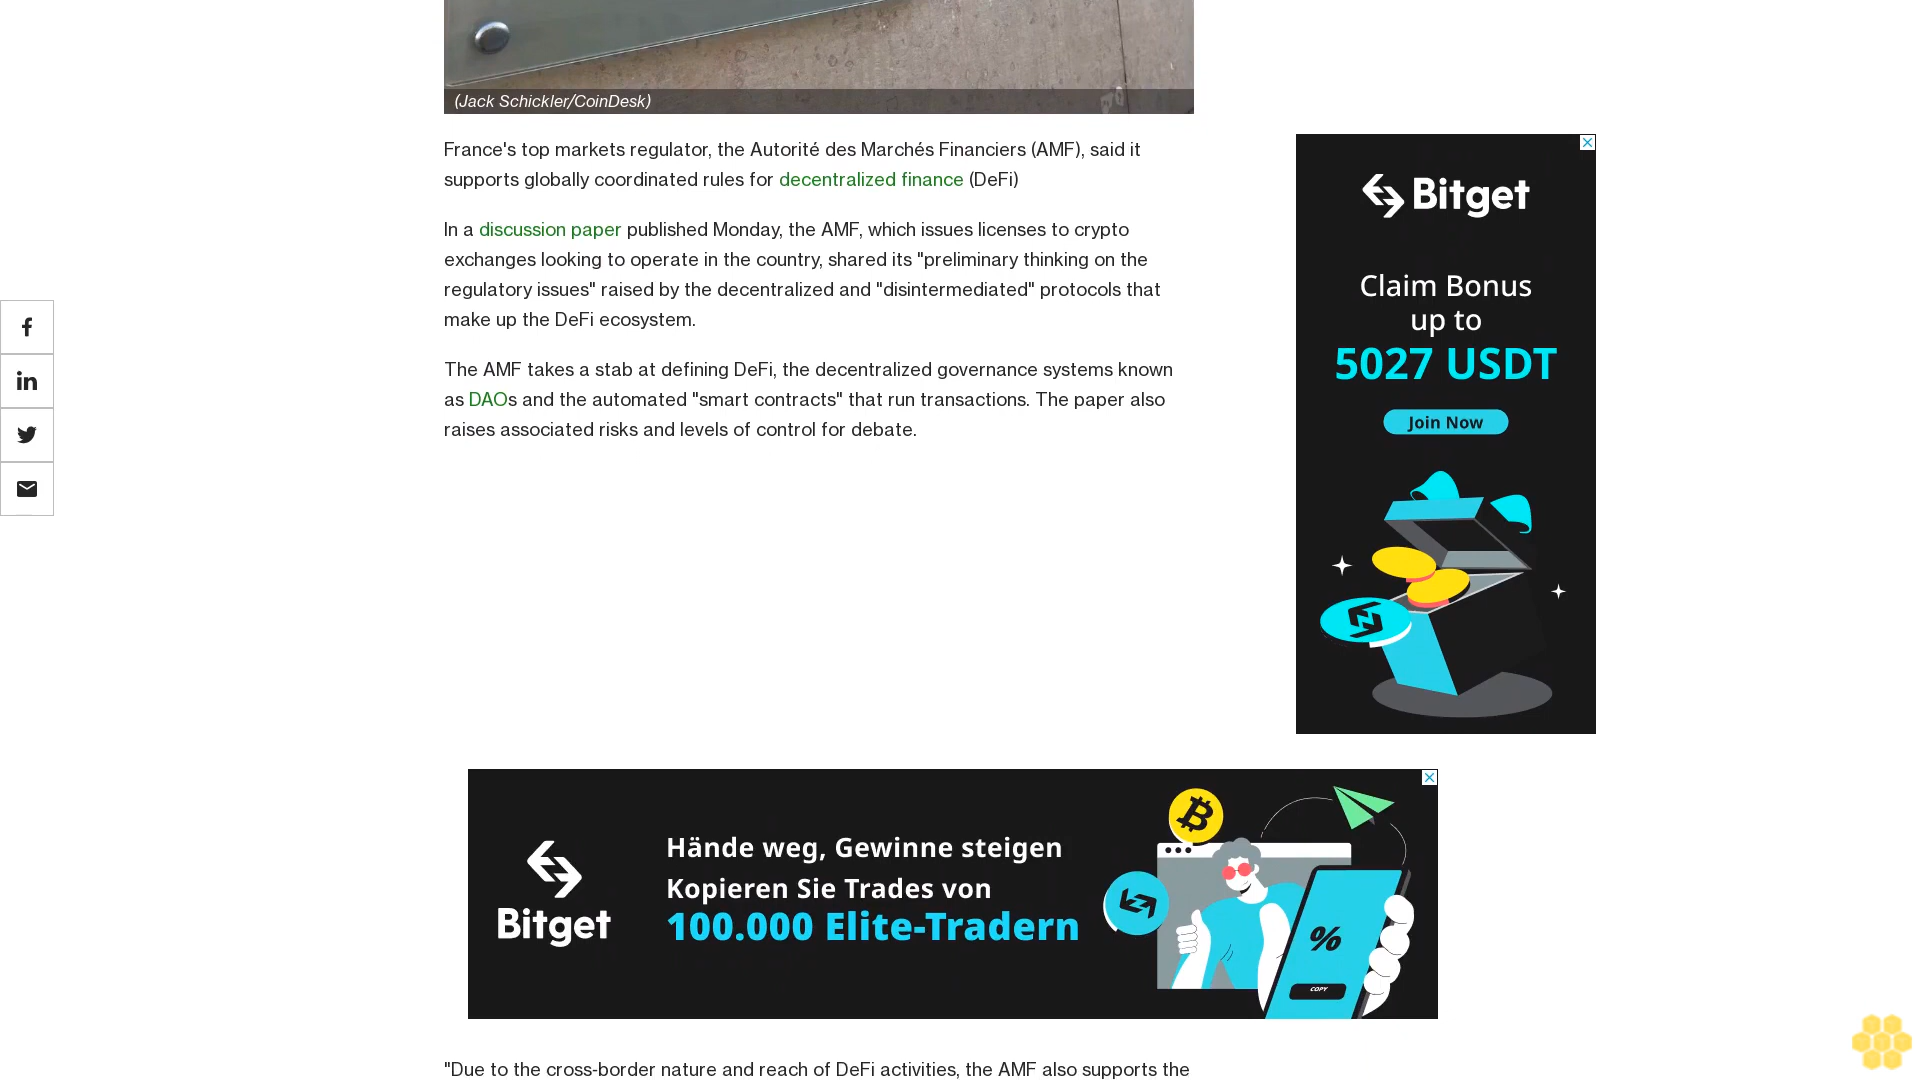 (Jack Schickler/CoinDesk)
France's top markets regulator, the Autorité des Marchés Financiers (AMF), said it
supports globally coordinated rules for decentralized finance (DeFi)
In a discussion paper published Monday, the AMF, which issues licenses to crypto
exchanges looking to operate in the country, shared its "preliminary thinking on the
regulatory issues" raised by the decentralized and "disintermediated" protocols that
make up the DeFi ecosystem.
The AMF takes a stab at defining DeFi, the decentralized governance systems known
as DAOs and the automated "smart contracts" that run transactions. The paper also
raises associated risks and levels of control for debate.
Bitget
Claim Bonus
up to
5027 USDT
Join Now
Bitget
Hände weg, Gewinne steigen
Kopieren Sie Trades von
100.000 Elite-Tradern
%
COPY
"Due to the cross-border nature and reach of DeFi activities, the AMF also supports the